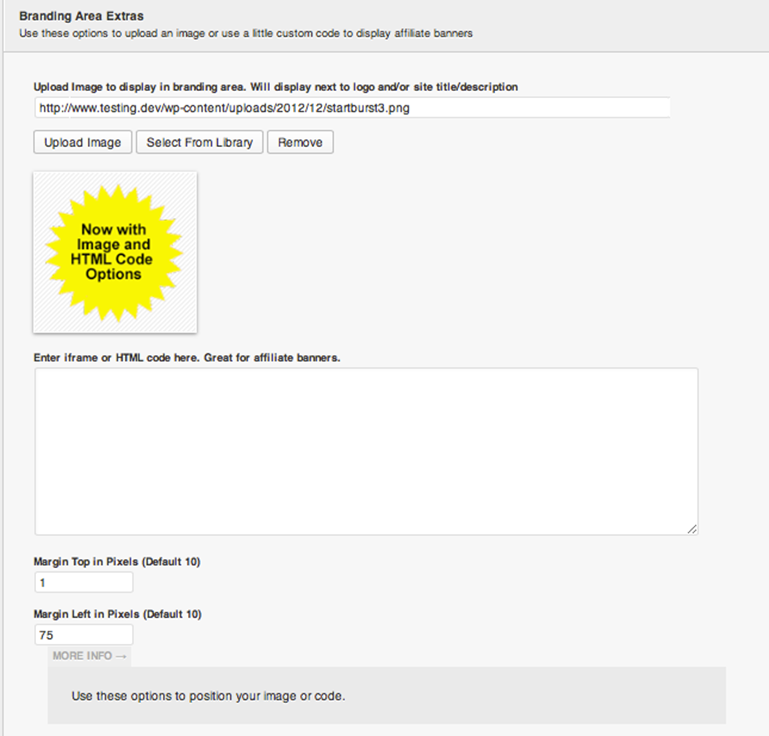 Branding Area Extras
Use these options to upload an image or use a little custom code to display affiliate banners
Upload Image to display in branding area. Will display next to logo and/or site title/description
http://www.testing.dev/wp-content/uploads/2012/12/startburst3.png
Upload Image Select From Library Remove
Now with
Image and
HTML Code
Options
Enter iframe or HTML code here. Great for affiliate banners.
Margin Top in Pixels (Default 10)
1
Margin Left in Pixels (Default 10)
75
MORE INFO →
Use these options to position your image or code.